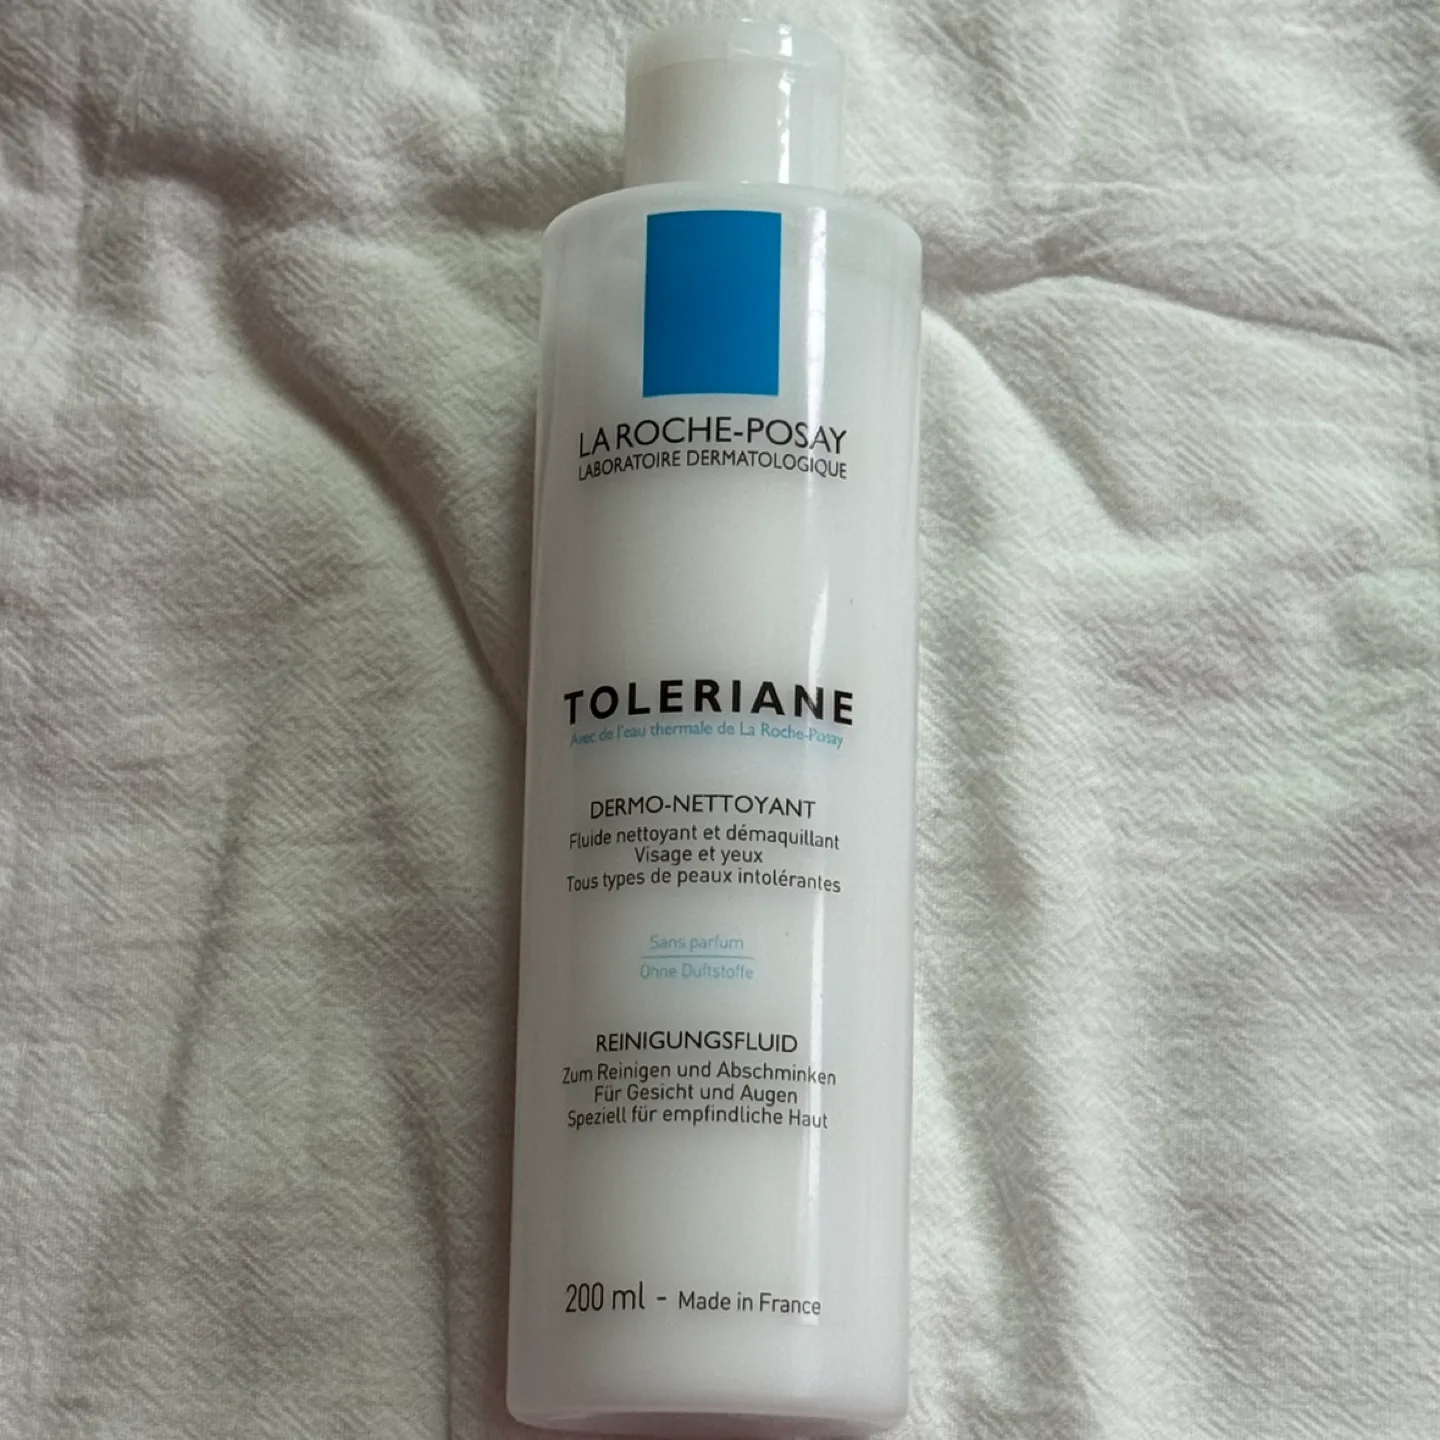 LA ROCHE-POSAY
LABORATOIRE DERMATOLOGIQUE
TOLERIANE
Avec de l'eau thermale de La Roche-Posay
DERMO-NETTOYANT
Fluide nettoyant et démaquillant
Visage et yeux
Tous types de peaux intolérantes
Sans parfum
Ohne Duftstoffe
REINIGUNGSFLUID
Zum Reinigen und Abschminken
Für Gesicht und Augen
Speziell für empfindliche Haut
200 ml - Made in France